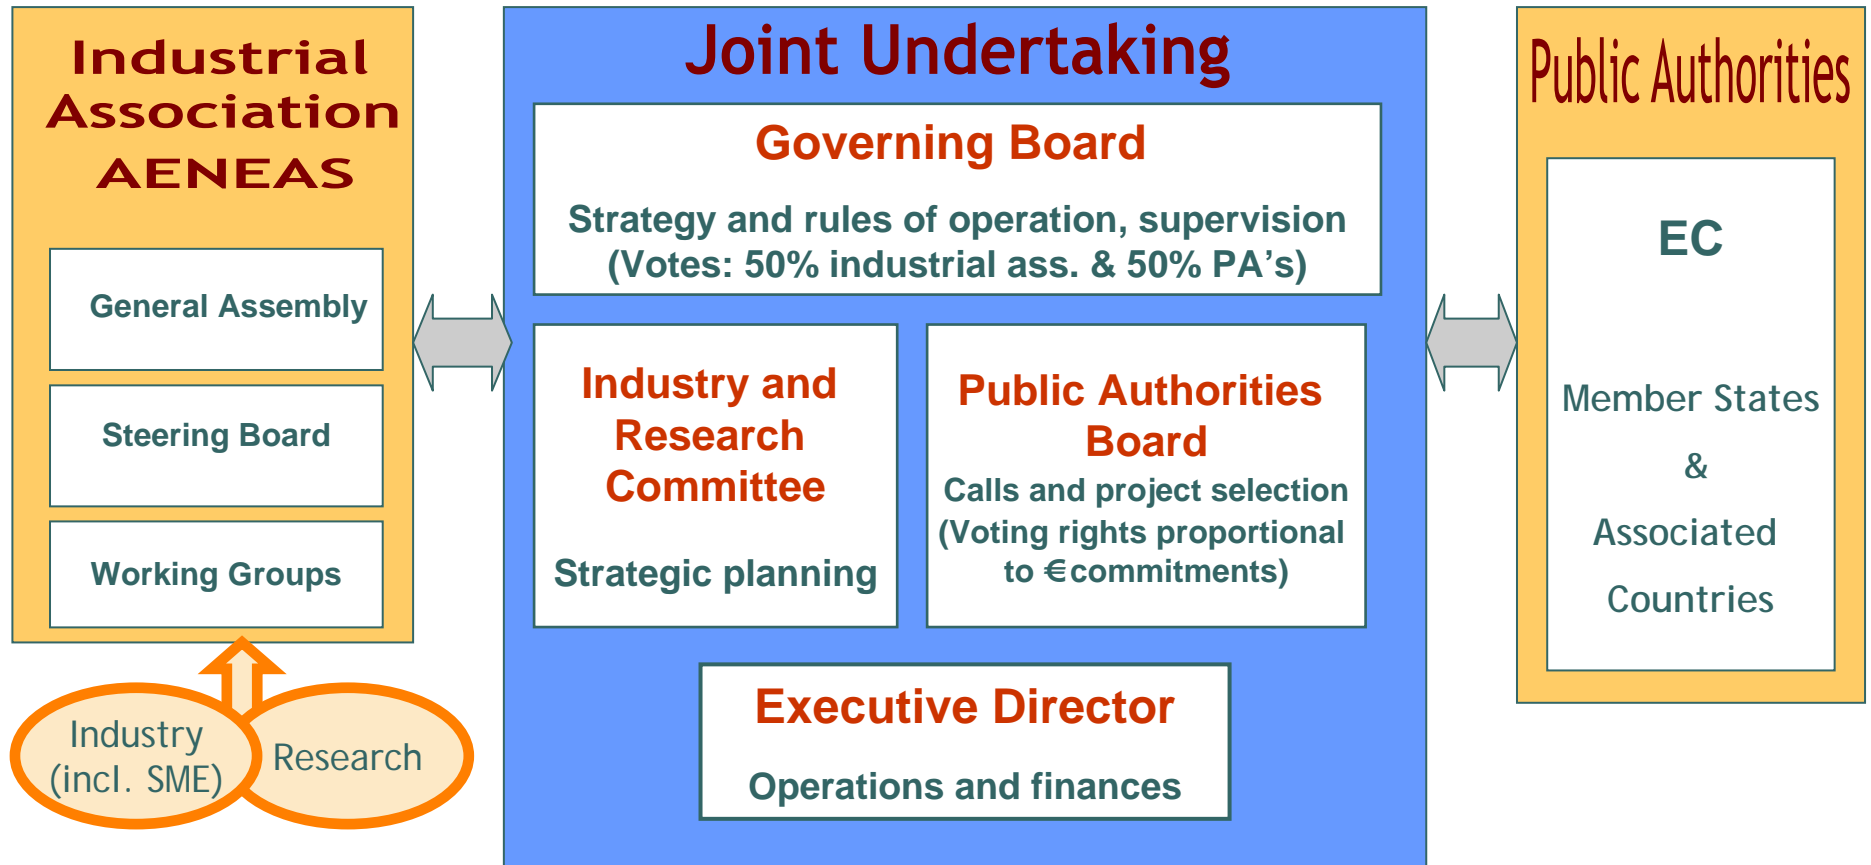 Industrial
Association
AENEAS
General Assembly
Steering Board
Working Groups
Industry
(incl. SME)
Research
Joint Undertaking
Governing Board
Strategy and rules of operation, supervision
(Votes: 50% industrial ass. & 50% PA’s)
Industry and
Research
Committee
Strategic planning
Public Authorities
Board
Calls and project selection
(Voting rights proportional
to €commitments)
Executive Director
Operations and finances
Public Authorities
EC
Member States
&
Associated
Countries